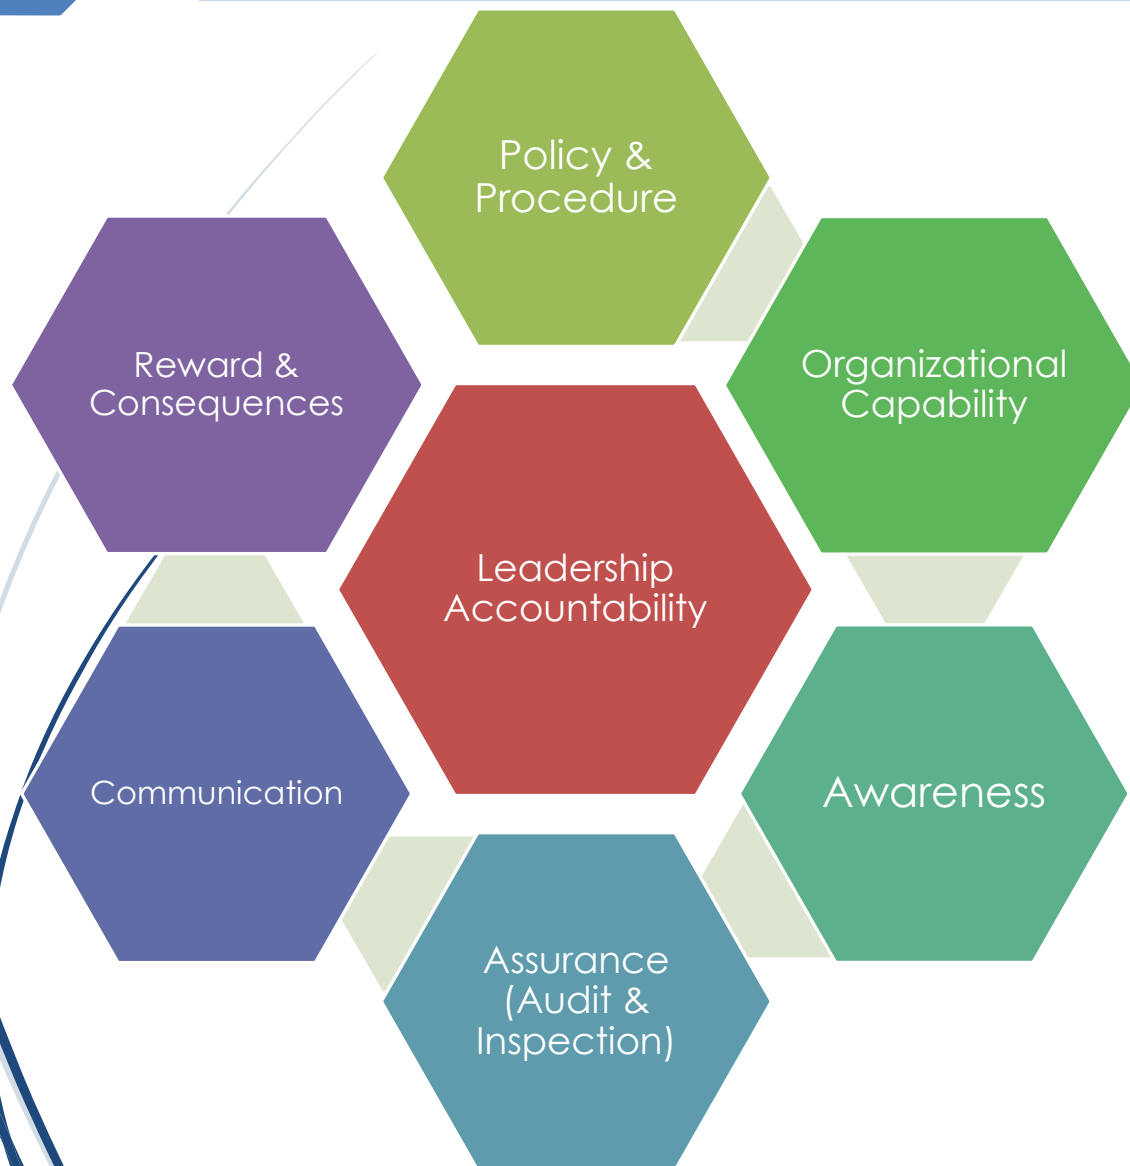 Policy &
Procedure
Reward &
Consequences
Organizational
Capability
Leadership
Accountability
Communication
Awareness
Assurance
(Audit &
Inspection)